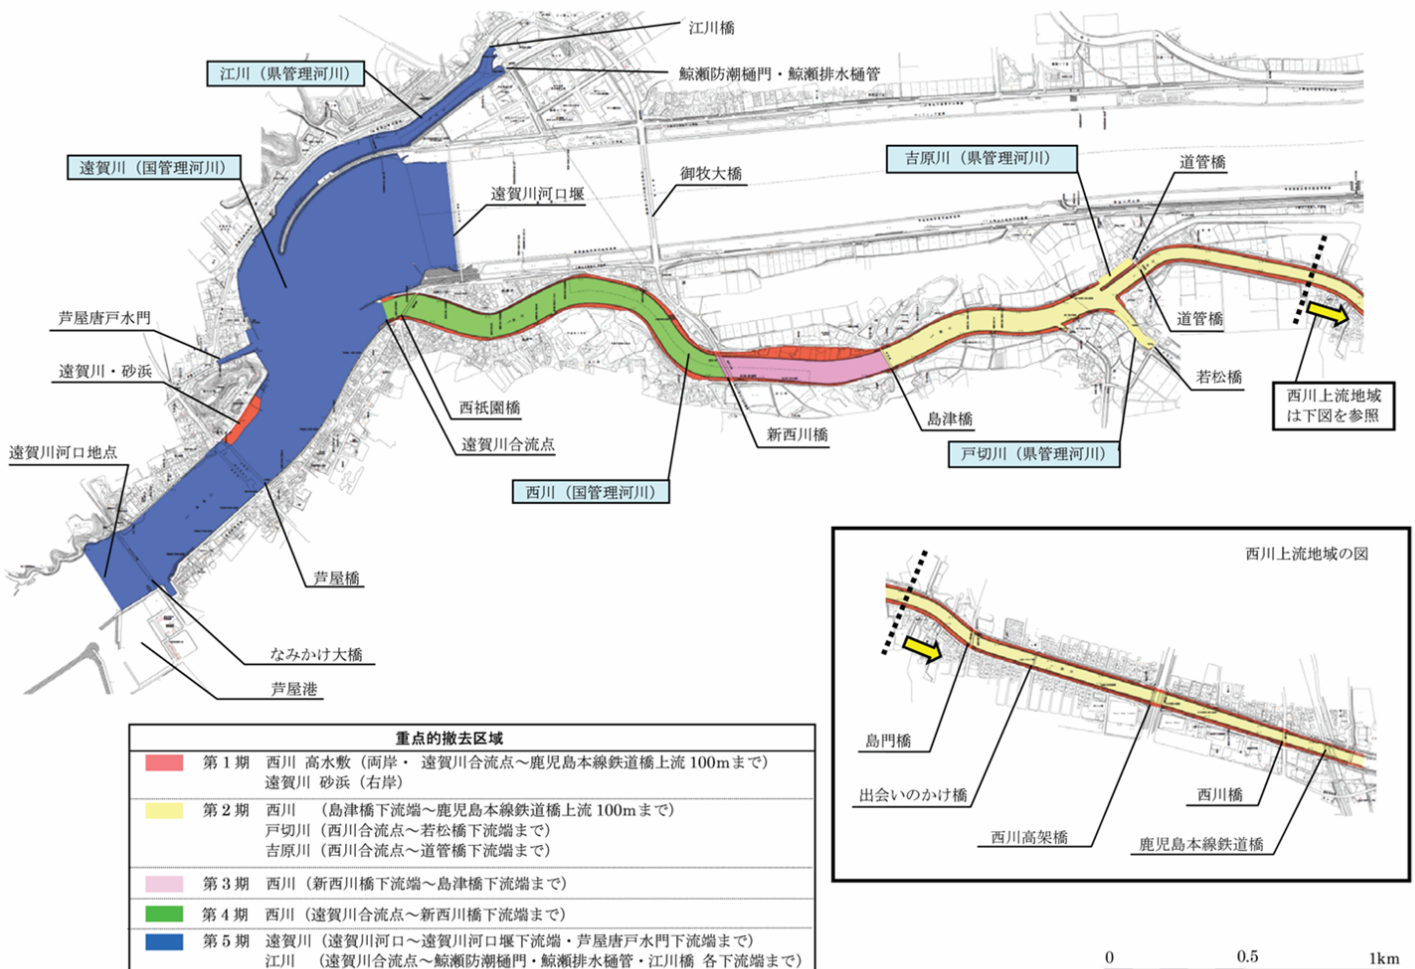 江川橋
江川（県管理河川）
鯨瀬防潮樋門・鯨瀬排水樋管
遠賀川（国管理河川）
遠賀川河口堰
御牧大橋
吉原川（県管理河川）
道管橋
芦屋唐戸水門
遠賀川・砂浜
道管橋
若松橋
西川上流地域
は下図を参照
西祇園橋
遠賀川合流点
新西川橋
島津橋
戸切川（県管理河川）
遠賀川河口地点
西川（国管理河川）
芦屋橋
なみかけ大橋
芦屋港
西川上流地域の図
島門橋
出会いのかけ橋
西川高架橋
西川橋
鹿児島本線鉄道橋
重点的撤去区域
第1期 西川 高水敷（両岸・ 遠賀川合流点～鹿児島本線鉄道橋上流 100mまで）
遠賀川 砂浜（右岸）
第2期 西川 （島津橋下流端～鹿児島本線鉄道橋上流 100mまで）
戸切川（西川合流点～若松橋下流端まで）
吉原川（西川合流点～道管橋下流端まで）
第3期 西川（新西川橋下流端～島津橋下流端まで）
第4期 西川（遠賀川合流点～新西川橋下流端まで）
第5期 遠賀川（遠賀川河口～遠賀川河口堰下流端・芦屋唐戸水門下流端まで）
江川 （遠賀川合流点～鯨瀬防潮樋門・鯨瀬排水樋管・江川橋 各下流端まで）
0 0.5 1km